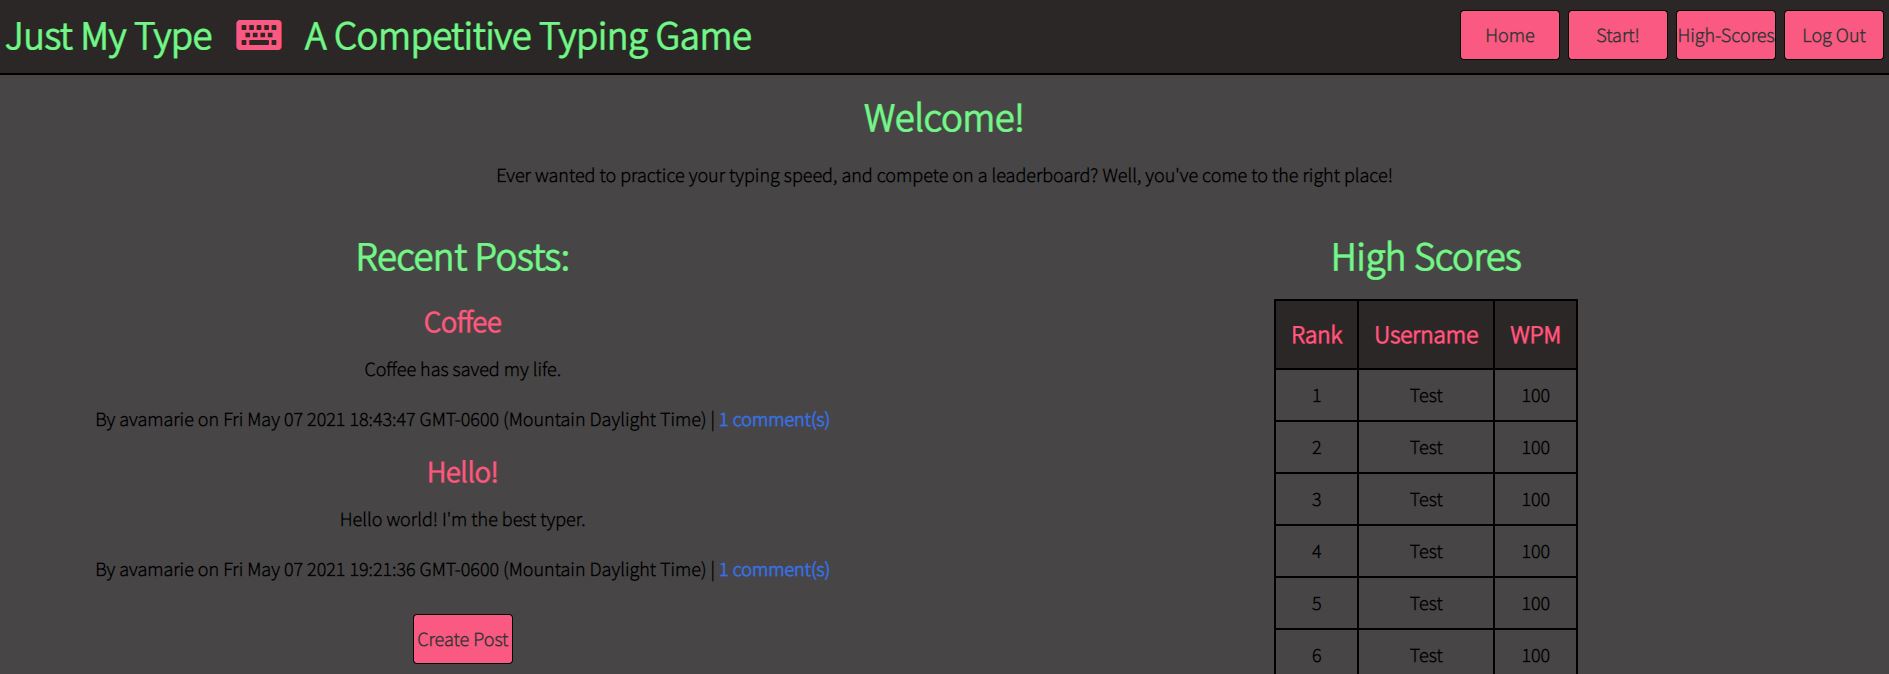 Just My Type A Competitive Typing Game
Home Start! High-Scores Log Out
Welcome!
Ever wanted to practice your typing speed, and compete on a leaderboard? Well, you've come to the right place!
Recent Posts:
Coffee
Coffee has saved my life.
By avamarie on Fri May 07 2021 18:43:47 GMT-0600 (Mountain Daylight Time) | 1 comment(s)
Hello!
Hello world! I'm the best typer.
By avamarie on Fri May 07 2021 19:21:36 GMT-0600 (Mountain Daylight Time) | 1 comment(s)
Create Post
High Scores
Rank Username WPM
1 Test 100
2 Test 100
3 Test 100
4 Test 100
5 Test 100
6 Test 100